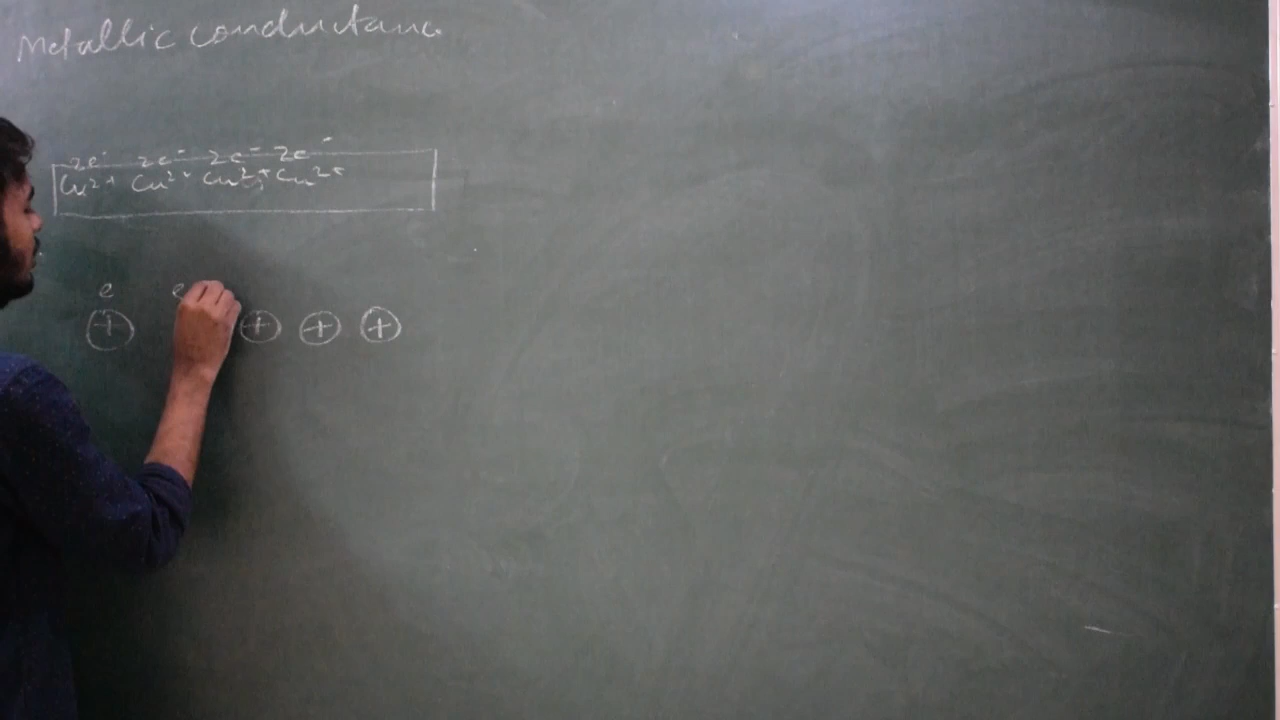 Metallic conductance
2e⁻ 2e⁻ 2e⁻ 2e⁻
Cu²⁺ Cu²⁺ Cu²⁺ Cu²⁺
e e
+ + + +